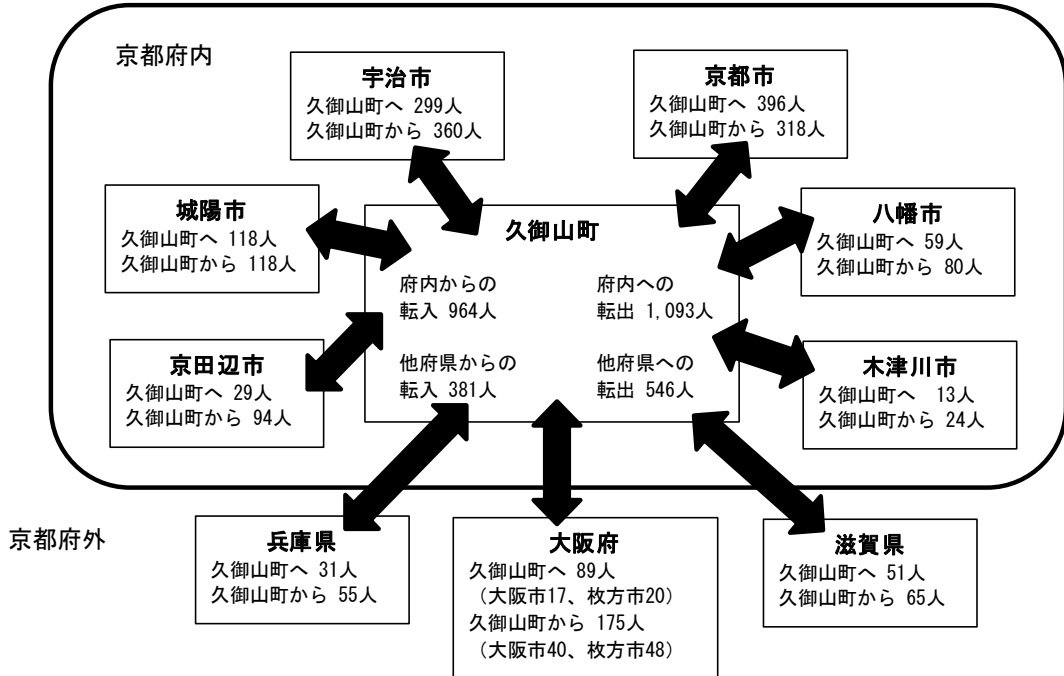 京都府内
宇治市
久御山町へ 299人
久御山町から 360人
京都市
久御山町へ 396人
久御山町から 318人
城陽市
久御山町へ 118人
久御山町から 118人
久御山町
府内からの
転入 964人
府内への
転出 1,093人
他府県からの
転入 381人
他府県への
転出 546人
八幡市
久御山町へ 59人
久御山町から 80人
京田辺市
久御山町へ 29人
久御山町から 94人
木津川市
久御山町へ 13人
久御山町から 24人
京都府外
兵庫県
久御山町へ 31人
久御山町から 55人
大阪府
久御山町へ 89人
（大阪市17、枚方市20）
久御山町から 175人
（大阪市40、枚方市48）
滋賀県
久御山町へ 51人
久御山町から 65人